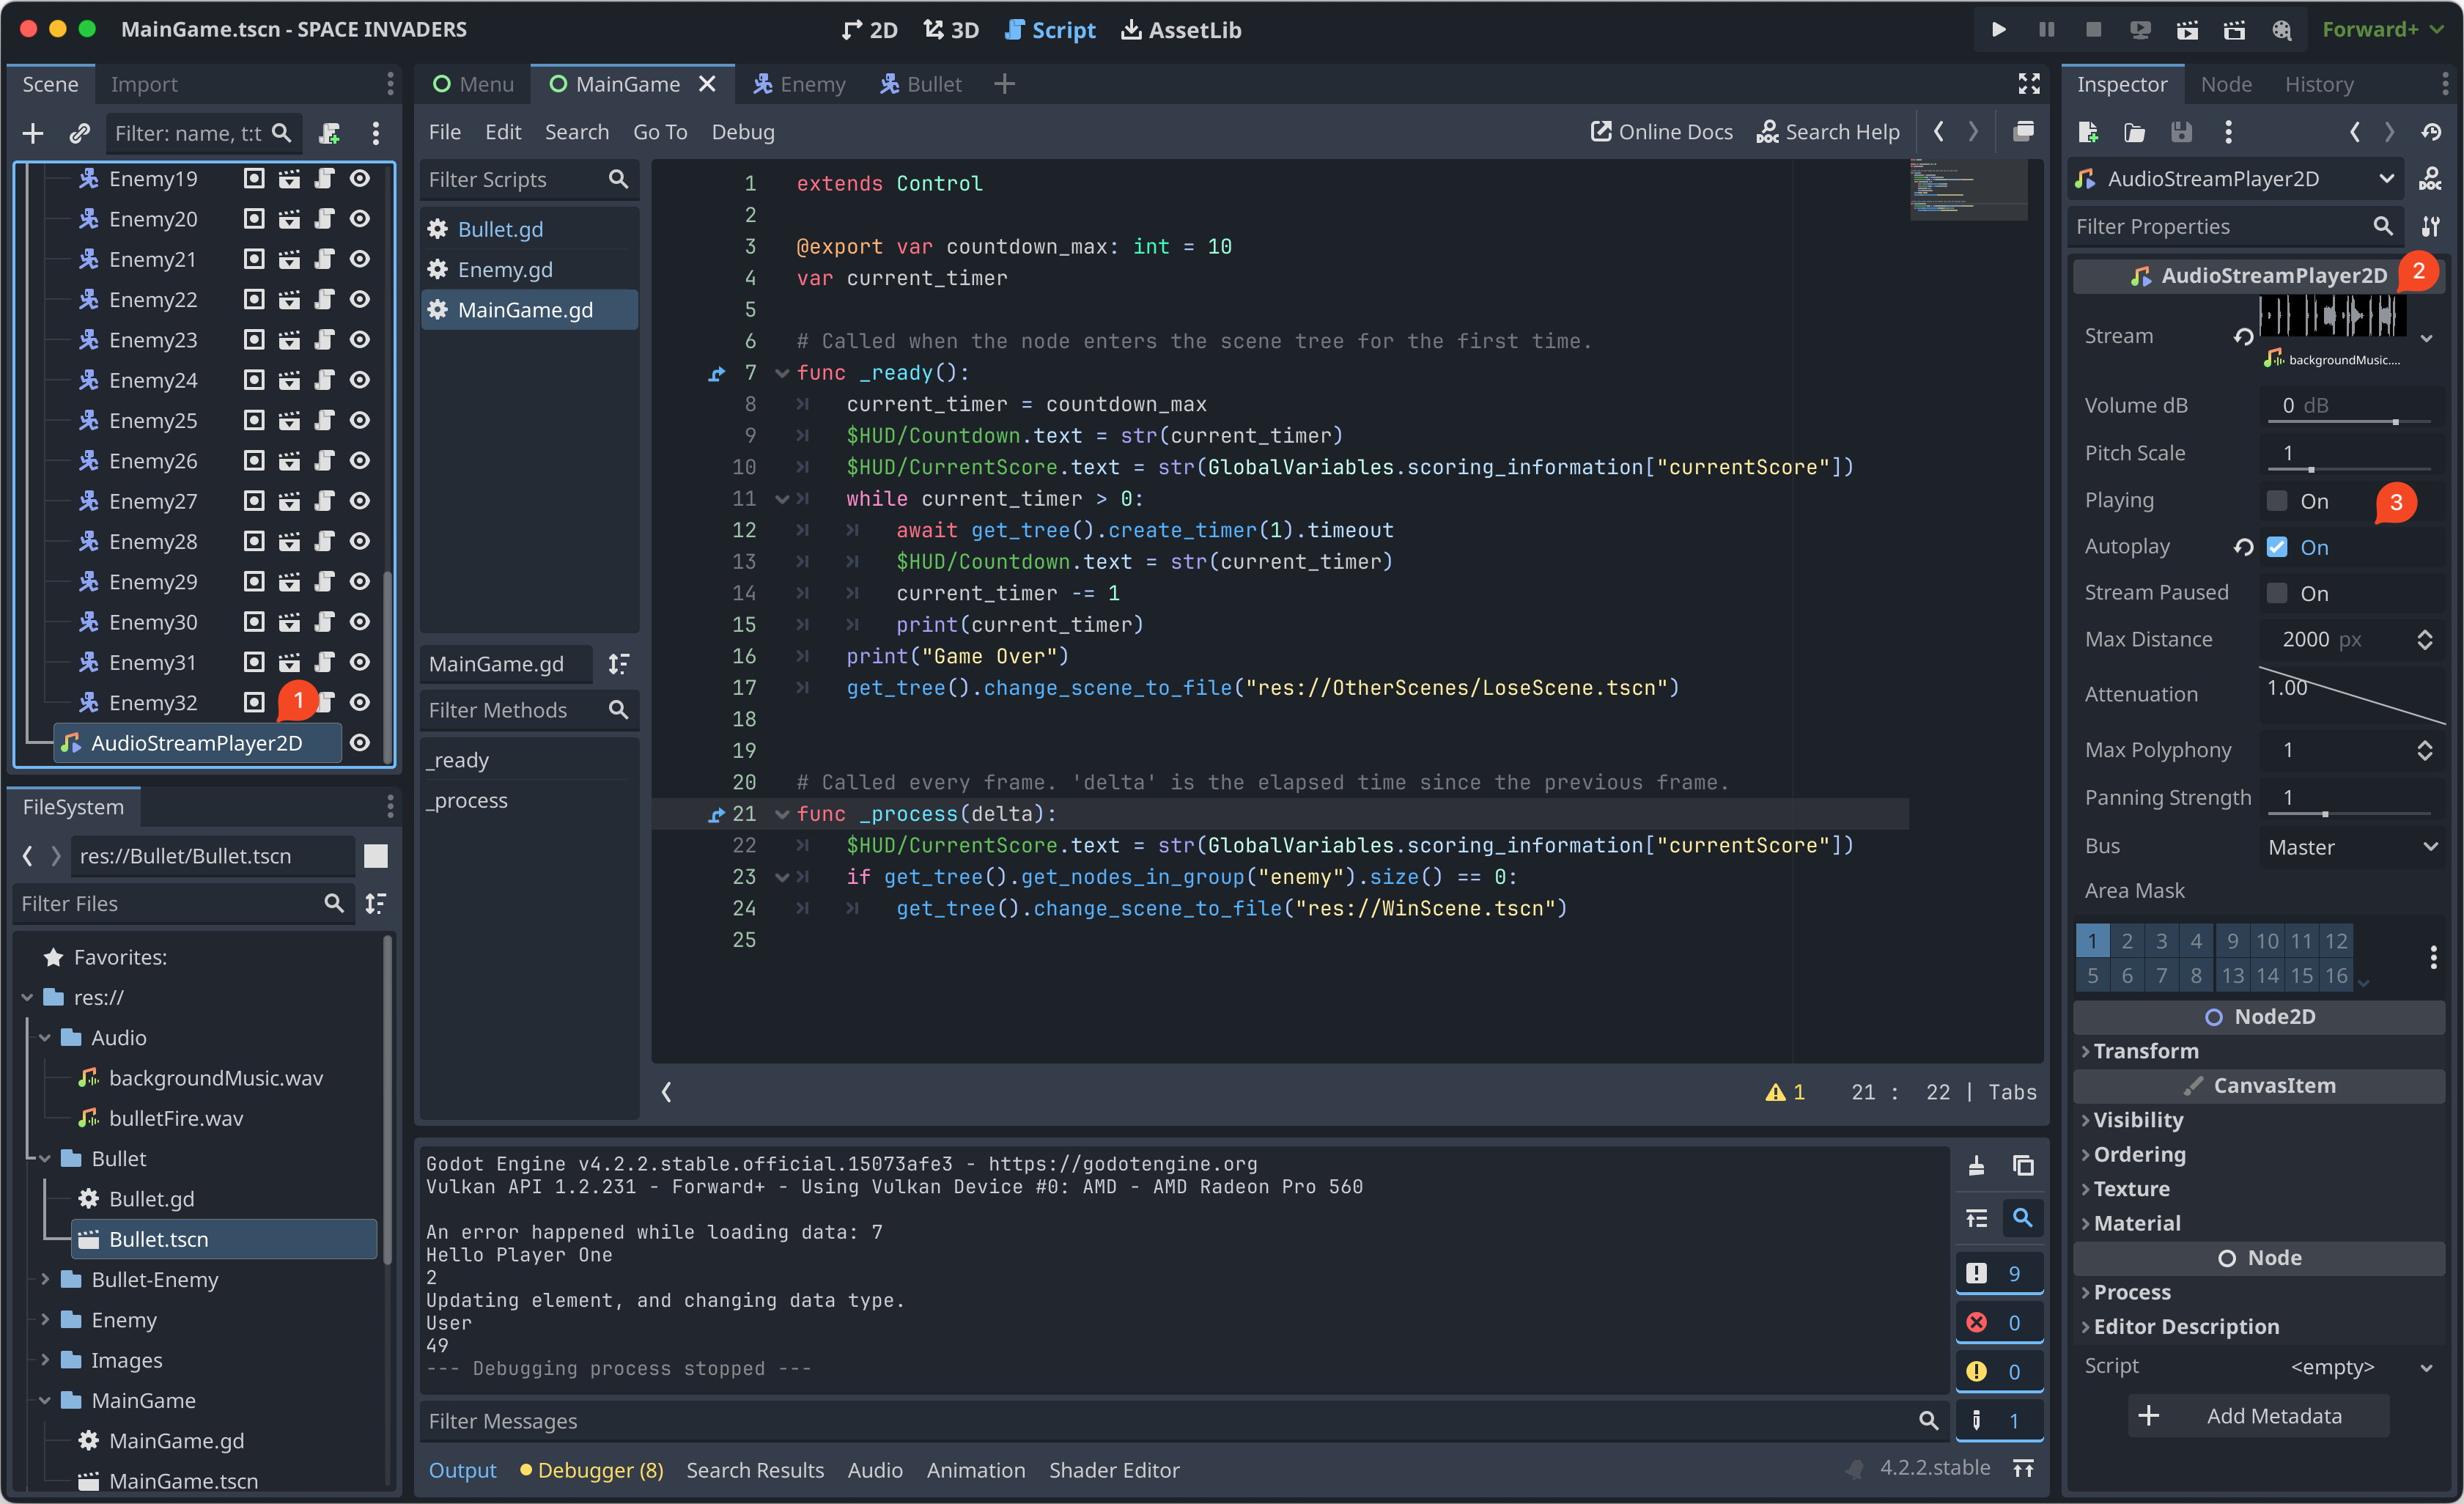 MainGame.tscn - SPACE INVADERS
2D 3D Script AssetLib
Forward+
Scene Import
Filter: name, t:t
Enemy19
Enemy20
Enemy21
Enemy22
Enemy23
Enemy24
Enemy25
Enemy26
Enemy27
Enemy28
Enemy29
Enemy30
Enemy31
Enemy32
1
AudioStreamPlayer2D
FileSystem
res://Bullet/Bullet.tscn
Filter Files
Favorites:
res://
Audio
backgroundMusic.wav
bulletFire.wav
Bullet
Bullet.gd
Bullet.tscn
Bullet-Enemy
Enemy
Images
MainGame
MainGame.gd
MainGame.tscn
Menu MainGame Enemy Bullet
File Edit Search Go To Debug
Online Docs Search Help
Filter Scripts
Bullet.gd
Enemy.gd
MainGame.gd
MainGame.gd
Filter Methods
_ready
_process
1 extends Control
2
3 @export var countdown_max: int = 10
4 var current_timer
5
6 # Called when the node enters the scene tree for the first time.
7 func _ready():
8 current_timer = countdown_max
9 $HUD/Countdown.text = str(current_timer)
10 $HUD/CurrentScore.text = str(GlobalVariables.scoring_information["currentScore"])
11 while current_timer > 0:
12 await get_tree().create_timer(1).timeout
13 $HUD/Countdown.text = str(current_timer)
14 current_timer -= 1
15 print(current_timer)
16 print("Game Over")
17 get_tree().change_scene_to_file("res://OtherScenes/LoseScene.tscn")
18
19
20 # Called every frame. 'delta' is the elapsed time since the previous frame.
21 func _process(delta):
22 $HUD/CurrentScore.text = str(GlobalVariables.scoring_information["currentScore"])
23 if get_tree().get_nodes_in_group("enemy").size() == 0:
24 get_tree().change_scene_to_file("res://WinScene.tscn")
25
1 21 : 22 | Tabs
Godot Engine v4.2.2.stable.official.15073afe3 - https://godotengine.org
Vulkan API 1.2.231 - Forward+ - Using Vulkan Device #0: AMD - AMD Radeon Pro 560
An error happened while loading data: 7
Hello Player One
2
Updating element, and changing data type.
User
49
--- Debugging process stopped ---
9
0
0
1
Filter Messages
Output Debugger (8) Search Results Audio Animation Shader Editor
4.2.2.stable
Inspector Node History
AudioStreamPlayer2D
DOC
Filter Properties
AudioStreamPlayer2D
2
Stream
backgroundMusic....
Volume dB 0 dB
Pitch Scale 1
Playing On
3
Autoplay On
Stream Paused On
Max Distance 2000 px
Attenuation 1.00
Max Polyphony 1
Panning Strength 1
Bus Master
Area Mask
1 2 3 4 9 10 11 12
5 6 7 8 13 14 15 16
Node2D
Transform
CanvasItem
Visibility
Ordering
Texture
Material
Node
Process
Editor Description
Script <empty>
Add Metadata